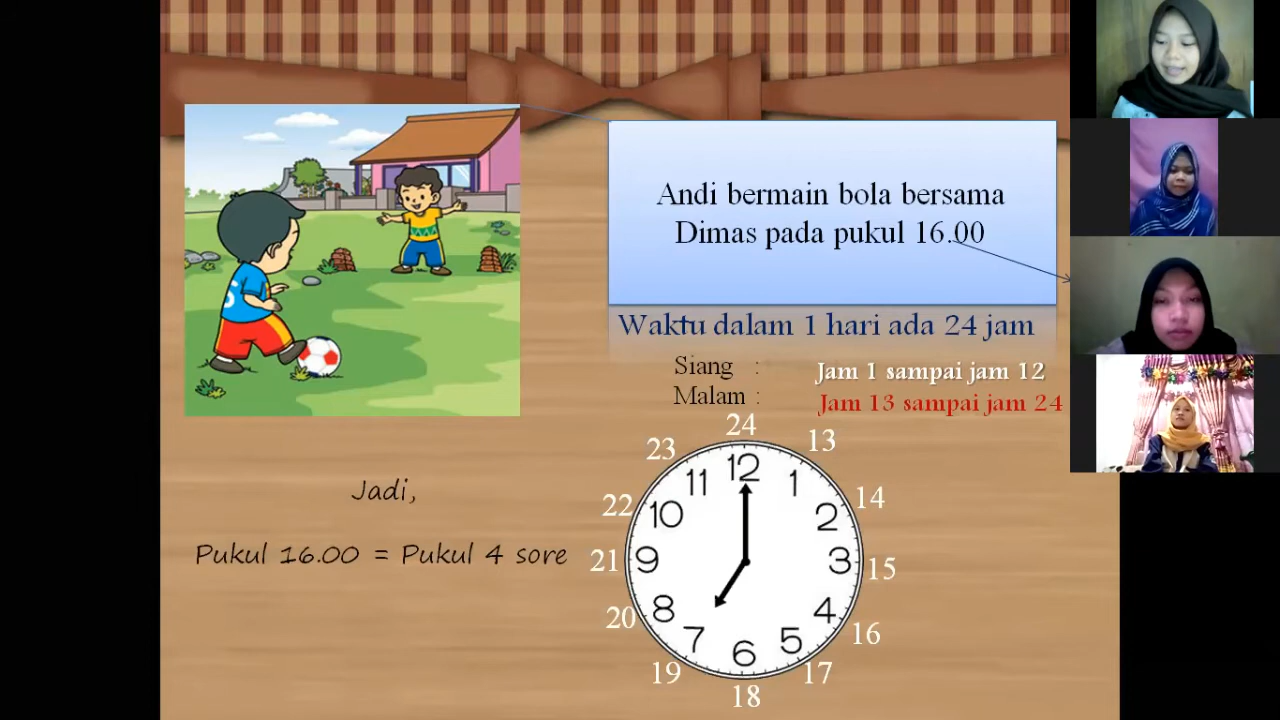 Andi bermain bola bersama
Dimas pada pukul 16.00
Waktu dalam 1 hari ada 24 jam
Siang :
Jam 1 sampai jam 12
Malam :
Jam 13 sampai jam 24
Jadi,
Pukul 16.00 = Pukul 4 sore
24
23
13
12
11
1
22
10
2
14
21
9
3
15
20
8
4
16
7
5
6
19
17
18